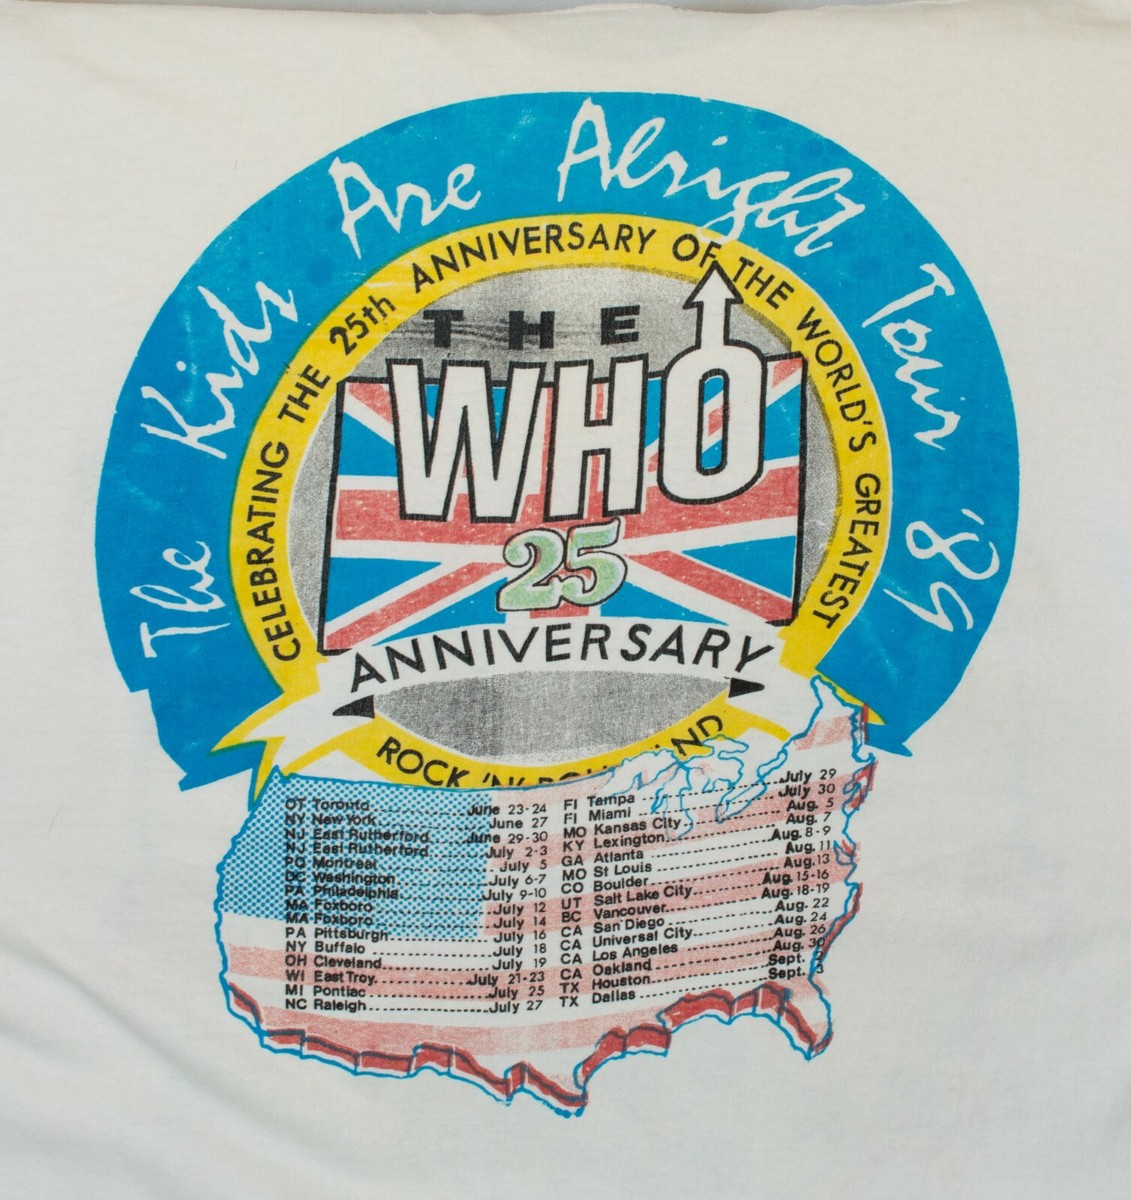 The Kids Are Alright Tour '89
CELEBRATING THE 25th ANNIVERSARY OF THE WORLD'S GREATEST
THE
WHO
25
ANNIVERSARY
ROCK 'N'
OT Toronto........June 23-24
NY New York........June 27
NJ East Rutherford........June 29-30
NJ East Rutherford........July 2-3
PQ Montreal........July 5
DC Washington........July 6-7
PA Philadelphia........July 9-10
MA Foxboro........July 12
MA Foxboro........July 14
PA Pittsburgh........July 16
NY Buffalo........July 18
OH Cleveland........July 19
WI East Troy........July 21-23
MI Pontiac........July 25
NC Raleigh........July 27
FI Tampa........July 29
FI Miami........July 30
MO Kansas City........Aug. 5
KY Lexington........Aug. 7
GA Atlanta........Aug. 8-9
MO St Louis........Aug. 11
CO Boulder........Aug. 13
UT Salt Lake City........Aug. 15-16
BC Vancouver........Aug. 18-19
CA San Diego........Aug. 22
CA Universal City........Aug. 24
CA Los Angeles........Aug. 26
CA Oakland........Aug. 30
TX Houston........Sept. 2
TX Dallas........Sept. 3